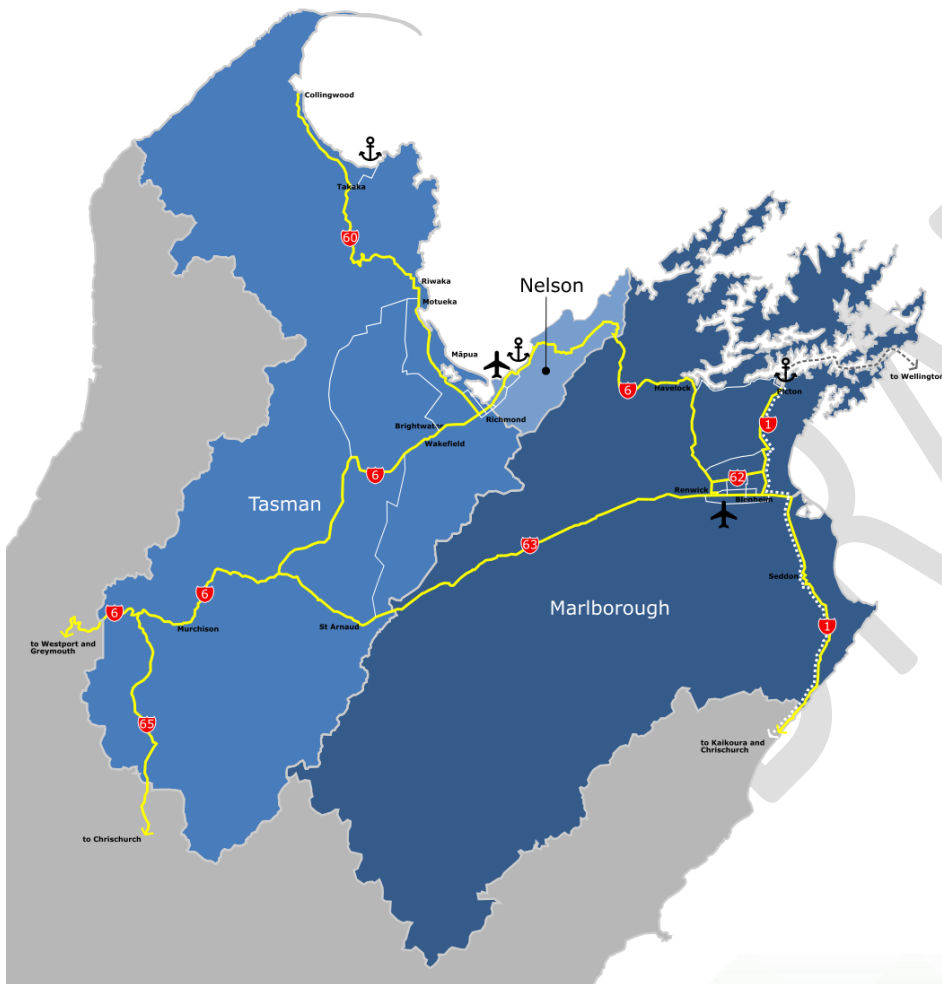 Collingwood
Takaka
60
Riwaka
Motueka
Nelson
Māpua
to Wellington
6
Havelock
Picton
1
Richmond
Brightwater
Wakefield
6
62
Renwick
Blenheim
Tasman
63
Seddon
6
6
Marlborough
St Arnaud
Murchison
1
to Westport and
Greymouth
65
to Kaikoura and
Chrischurch
to Chrischurch